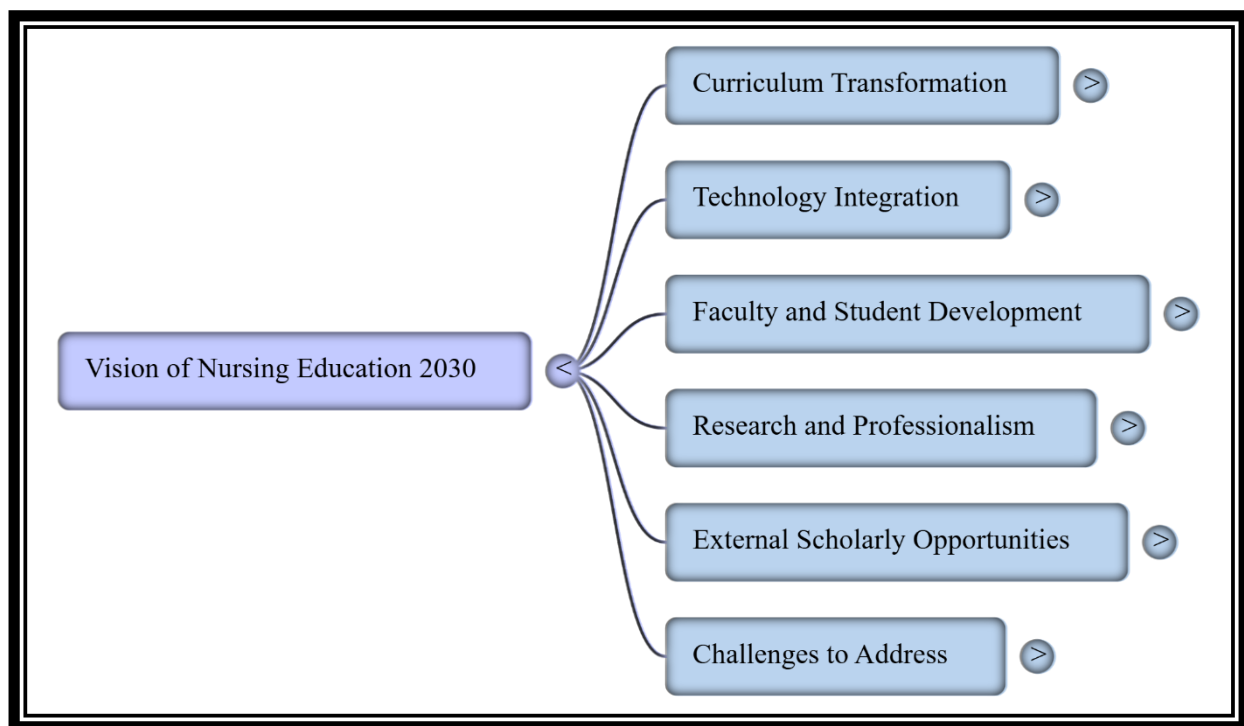 Curriculum Transformation >
Technology Integration >
Faculty and Student Development >
Vision of Nursing Education 2030 <
Research and Professionalism >
External Scholarly Opportunities >
Challenges to Address >